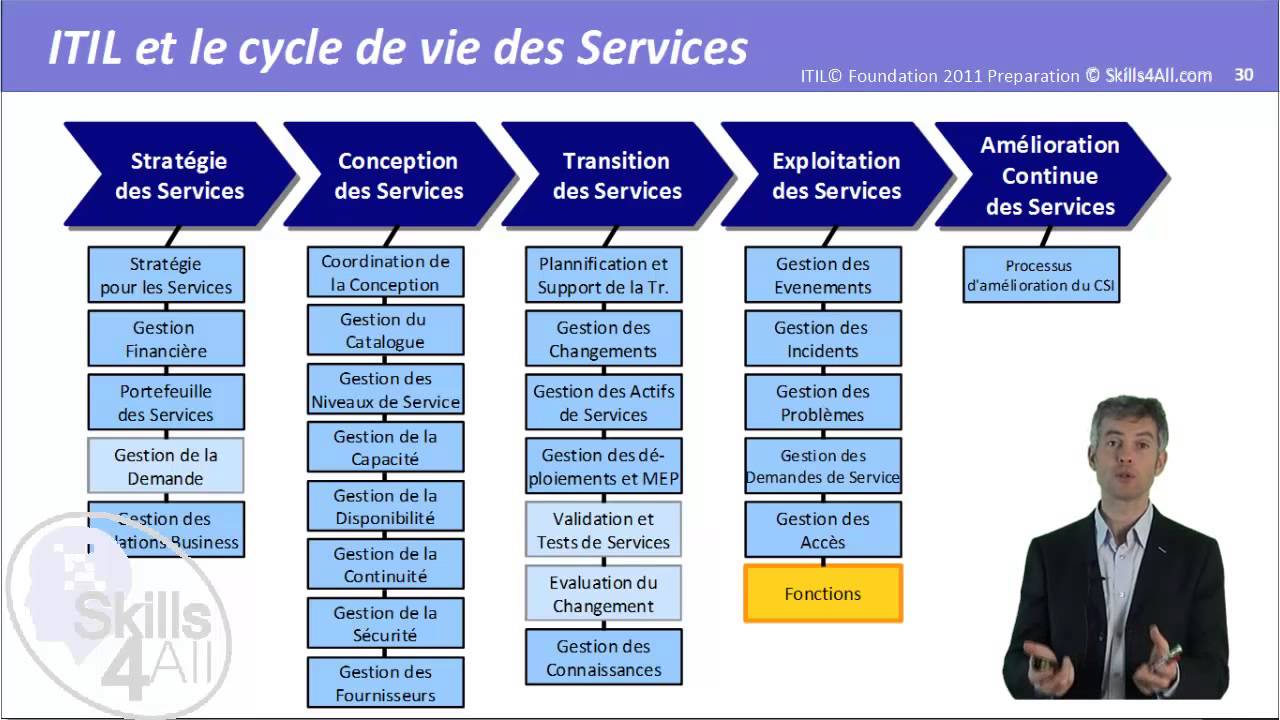 ITIL et le cycle de vie des Services
ITIL© Foundation 2011 Preparation © Skills4All.com 30
Stratégie
des Services
Stratégie
pour les Services
Gestion
Financière
Portefeuille
des Services
Gestion de la
Demande
Gestion des
Business
Conception
des Services
Coordination de
la Conception
Gestion du
Catalogue
Gestion des
Niveaux de Service
Gestion de la
Capacité
Gestion de la
Disponibilité
Gestion de la
Continuité
Gestion de la
Sécurité
Gestion des
Fournisseurs
Transition
des Services
Plannification et
Support de la Tr.
Gestion des
Changements
Gestion des Actifs
de Services
Gestion des dé-
ploiements et MEP
Validation et
Tests de Services
Evaluation du
Changement
Gestion des
Connaissances
Exploitation
des Services
Gestion des
Evenements
Gestion des
Incidents
Gestion des
Problèmes
Gestion des
Demandes de Service
Gestion des
Accès
Fonctions
Amélioration
Continue
des Services
Processus
d'amélioration du CSI
Skills
4All